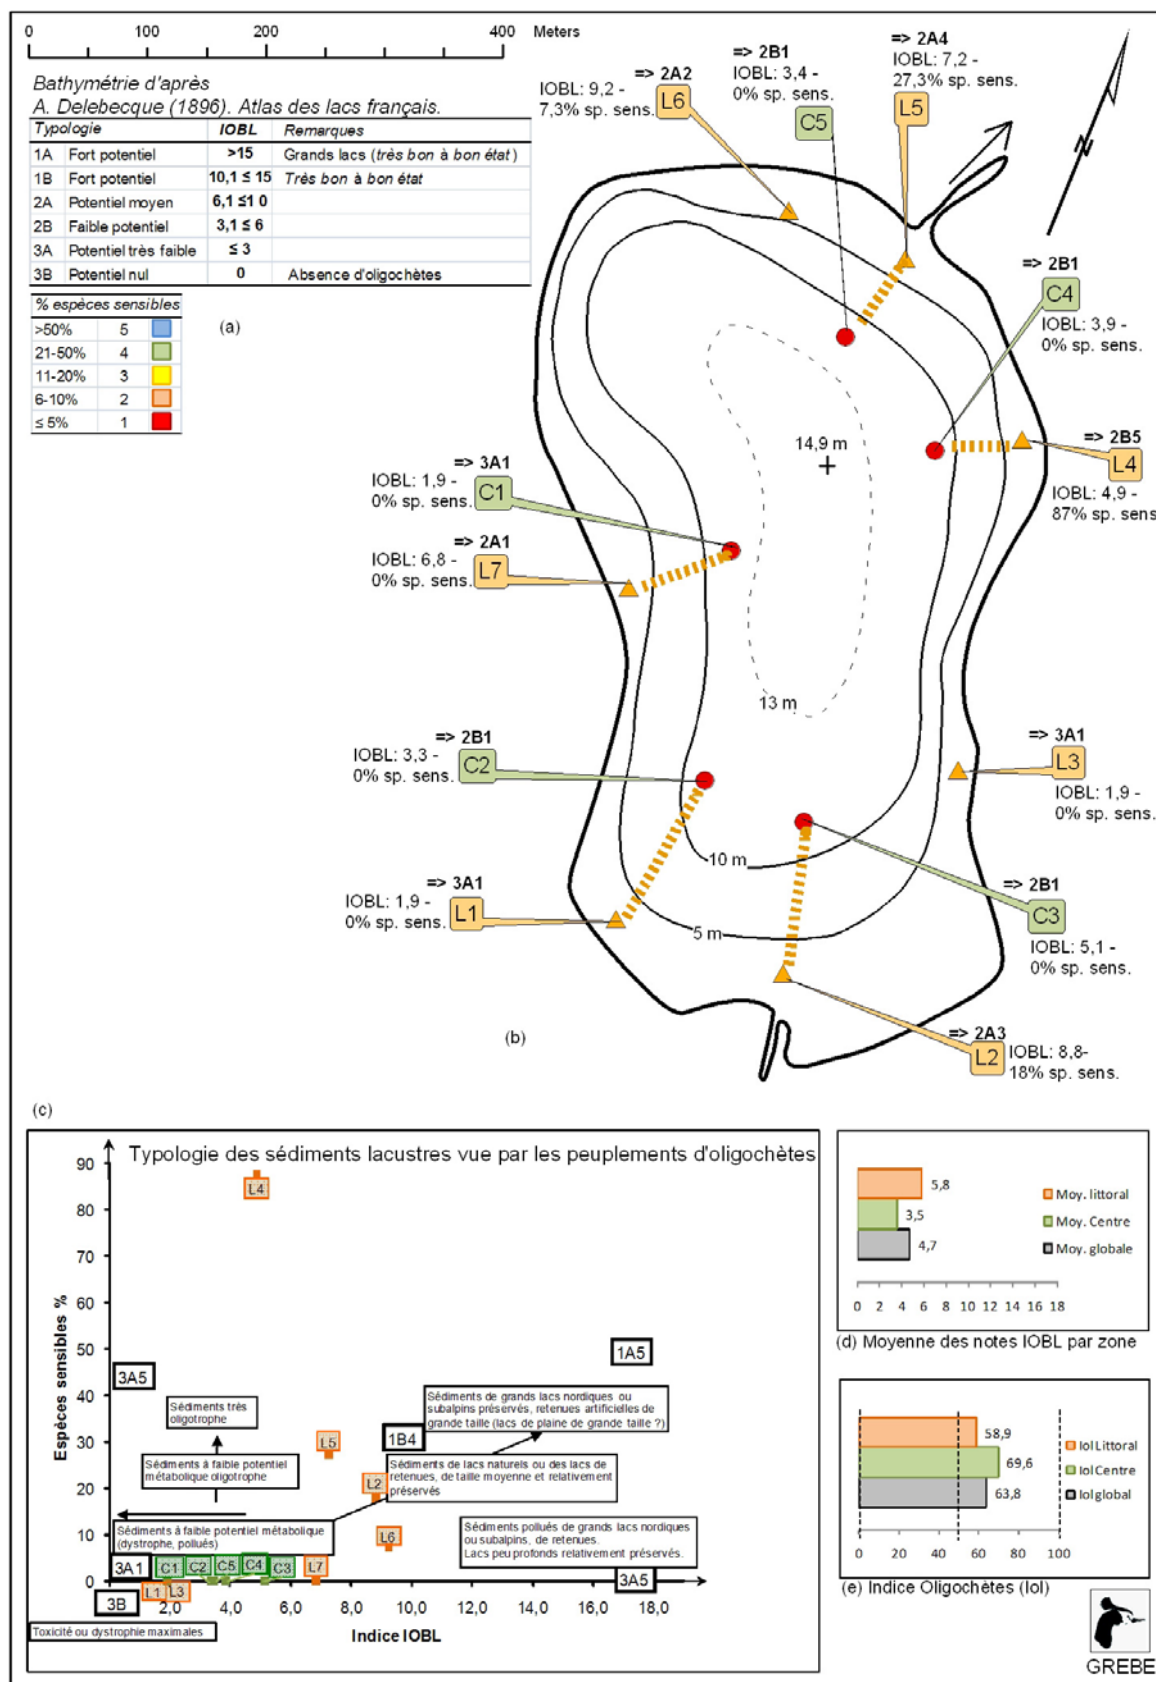 0 100 200 400 Meters
Bathymétrie d'après
A. Delebecque (1896). Atlas des lacs français.
Typologie IOBL Remarques
1A Fort potentiel >15 Grands lacs (très bon à bon état)
1B Fort potentiel 10,1 ≤ 15 Très bon à bon état
2A Potentiel moyen 6,1 ≤1 0
2B Faible potentiel 3,1 ≤ 6
3A Potentiel très faible ≤ 3
3B Potentiel nul 0 Absence d'oligochètes
% espèces sensibles
>50% 5
21-50% 4
11-20% 3
6-10% 2
≤ 5% 1
(a)
=> 2A2
IOBL: 9,2 -
7,3% sp. sens.
L6
=> 2B1
IOBL: 3,4 -
0% sp. sens.
C5
=> 2A4
IOBL: 7,2 -
27,3% sp. sens.
L5
N
=> 2B1
C4
IOBL: 3,9 -
0% sp. sens.
=> 2B5
L4
IOBL: 4,9 -
87% sp. sens
14,9 m
=> 3A1
IOBL: 1,9 -
0% sp. sens.
C1
=> 2A1
IOBL: 6,8 -
0% sp. sens.
L7
13 m
=> 2B1
IOBL: 3,3 -
0% sp. sens.
C2
=> 3A1
L3
IOBL: 1,9 -
0% sp. sens.
10 m
=> 3A1
IOBL: 1,9 -
0% sp. sens.
L1
5 m
=> 2B1
C3
IOBL: 5,1 -
0% sp. sens.
=> 2A3
L2
IOBL: 8,8-
18% sp. sens.
(b)
(c)
Typologie des sédiments lacustres vue par les peuplements d'oligochètes
Espèces sensibles %
90
80
70
60
50
40
30
20
10
0
L4
3A5
1A5
Sédiments très
oligotrophe
Sédiments de grands lacs nordiques ou
subalpins préservés, retenues artificielles de
grande taille (lacs de plaine de grande taille ?)
L5
1B4
Sédiments à faible potentiel
métabolique oligotrophe
Sédiments de lacs naturels ou des lacs de
retenues, de taille moyenne et relativement
préservés
L2
L6
Sédiments à faible potentiel métabolique
(dystrophe, pollués)
Sédiments pollués de grands lacs nordiques
ou subalpins, de retenues.
Lacs peu profonds relativement préservés.
3A1 C1 C2 C5 C4 C3 L7 3A5
L1 L3
3B
2,0 4,0 6,0 8,0 10,0 12,0 14,0 16,0 18,0
Toxicité ou dystrophie maximales
Indice IOBL
5,8
3,5
4,7
Moy. littoral
Moy. Centre
Moy. globale
0 2 4 6 8 10 12 14 16 18
(d) Moyenne des notes IOBL par zone
58,9
69,6
63,8
Iol Littoral
Iol Centre
Iol global
0 20 40 60 80 100
(e) Indice Oligochètes (Iol)
GREBE